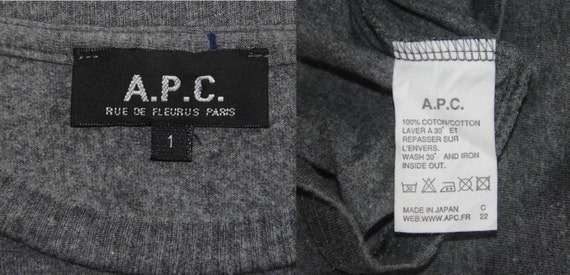 A.P.C.
RUE DE FLEURUS PARIS
1
A.P.C.
100% COTON/COTTON
LAVER A 30° ET
REPASSER SUR
L'ENVERS.
WASH 30° AND IRON
INSIDE OUT.
MADE IN JAPAN C
WEB:WWW.APC.FR 22